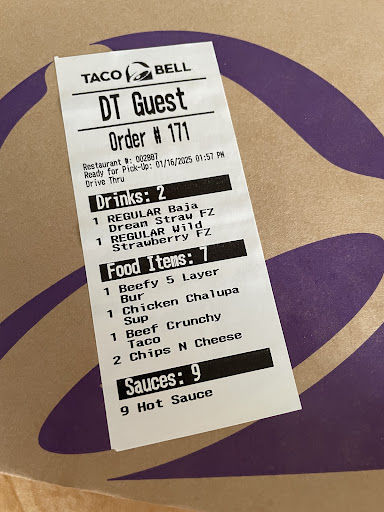 TACO BELL
DT Guest
Order # 171
Restaurant #: 002887
Ready for Pick-Up: 01/16/2025 01:57 PM
Drive Thru
Drinks: 2
1 REGULAR Baja
Dream Straw FZ
1 REGULAR Wild
Strawberry FZ
Food Items: 7
1 Beefy 5 Layer
Bur
1 Chicken Chalupa
Sup
1 Beef Crunchy
Taco
2 Chips N Cheese
Sauces: 9
9 Hot Sauce